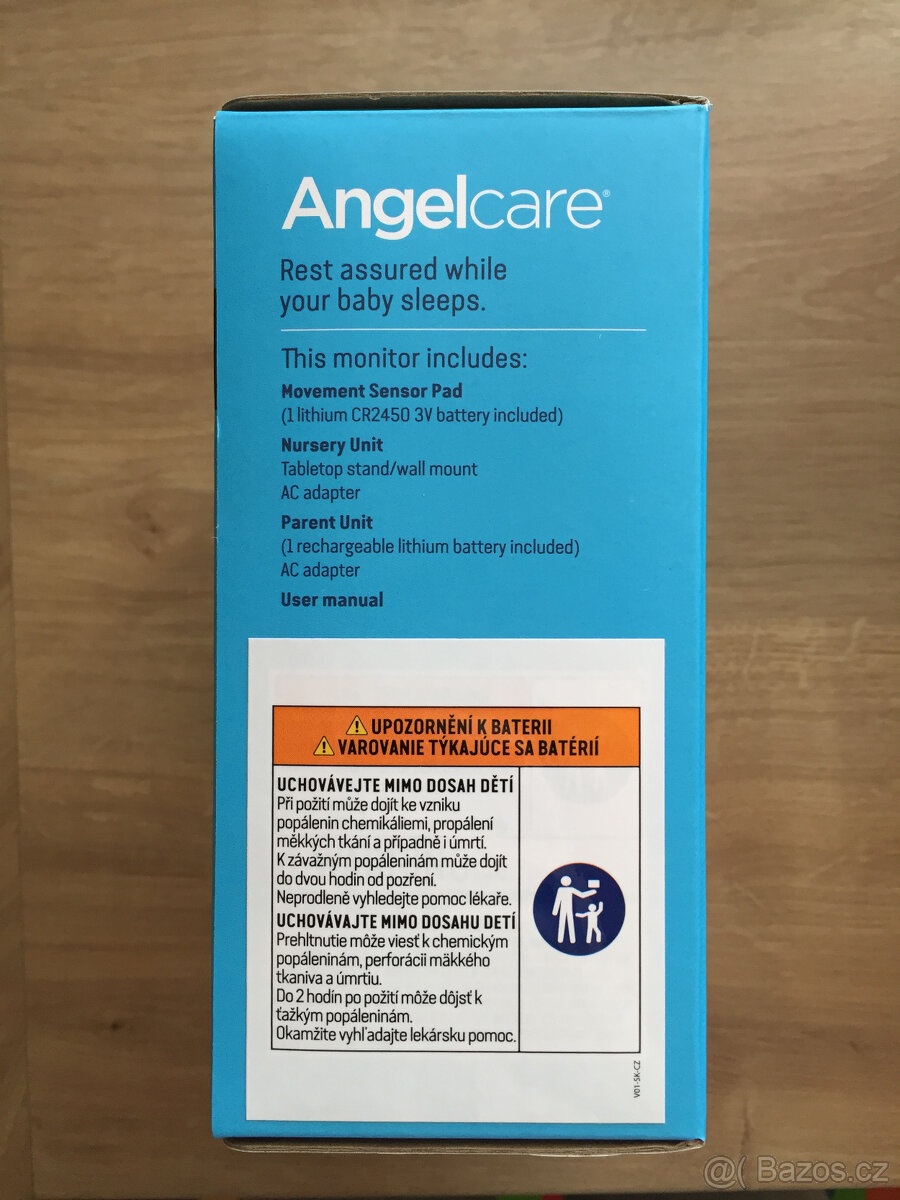 Angelcare®
Rest assured while
your baby sleeps.
This monitor includes:
Movement Sensor Pad
(1 lithium CR2450 3V battery included)
Nursery Unit
Tabletop stand/wall mount
AC adapter
Parent Unit
(1 rechargeable lithium battery included)
AC adapter
User manual
UPOZORNĚNÍ K BATERII
VAROVANIE TÝKAJÚCE SA BATÉRIÍ
UCHOVÁVEJTE MIMO DOSAH DĚTÍ
Při požití může dojít ke vzniku
popálenin chemikáliemi, propálení
měkkých tkání a případně i úmrtí.
K závažným popáleninám může dojít
do dvou hodin od pozření.
Neprodleně vyhledejte pomoc lékaře.
UCHOVÁVAJTE MIMO DOSAHU DETÍ
Prehltnutie môže viesť k chemickým
popáleninám, perforácii mäkkého
tkaniva a úmrtiu.
Do 2 hodín po požití môže dôjsť k
ťažkým popáleninám.
Okamžite vyhľadajte lekársku pomoc.
V01-SK-CZ
@( Bazos.cz